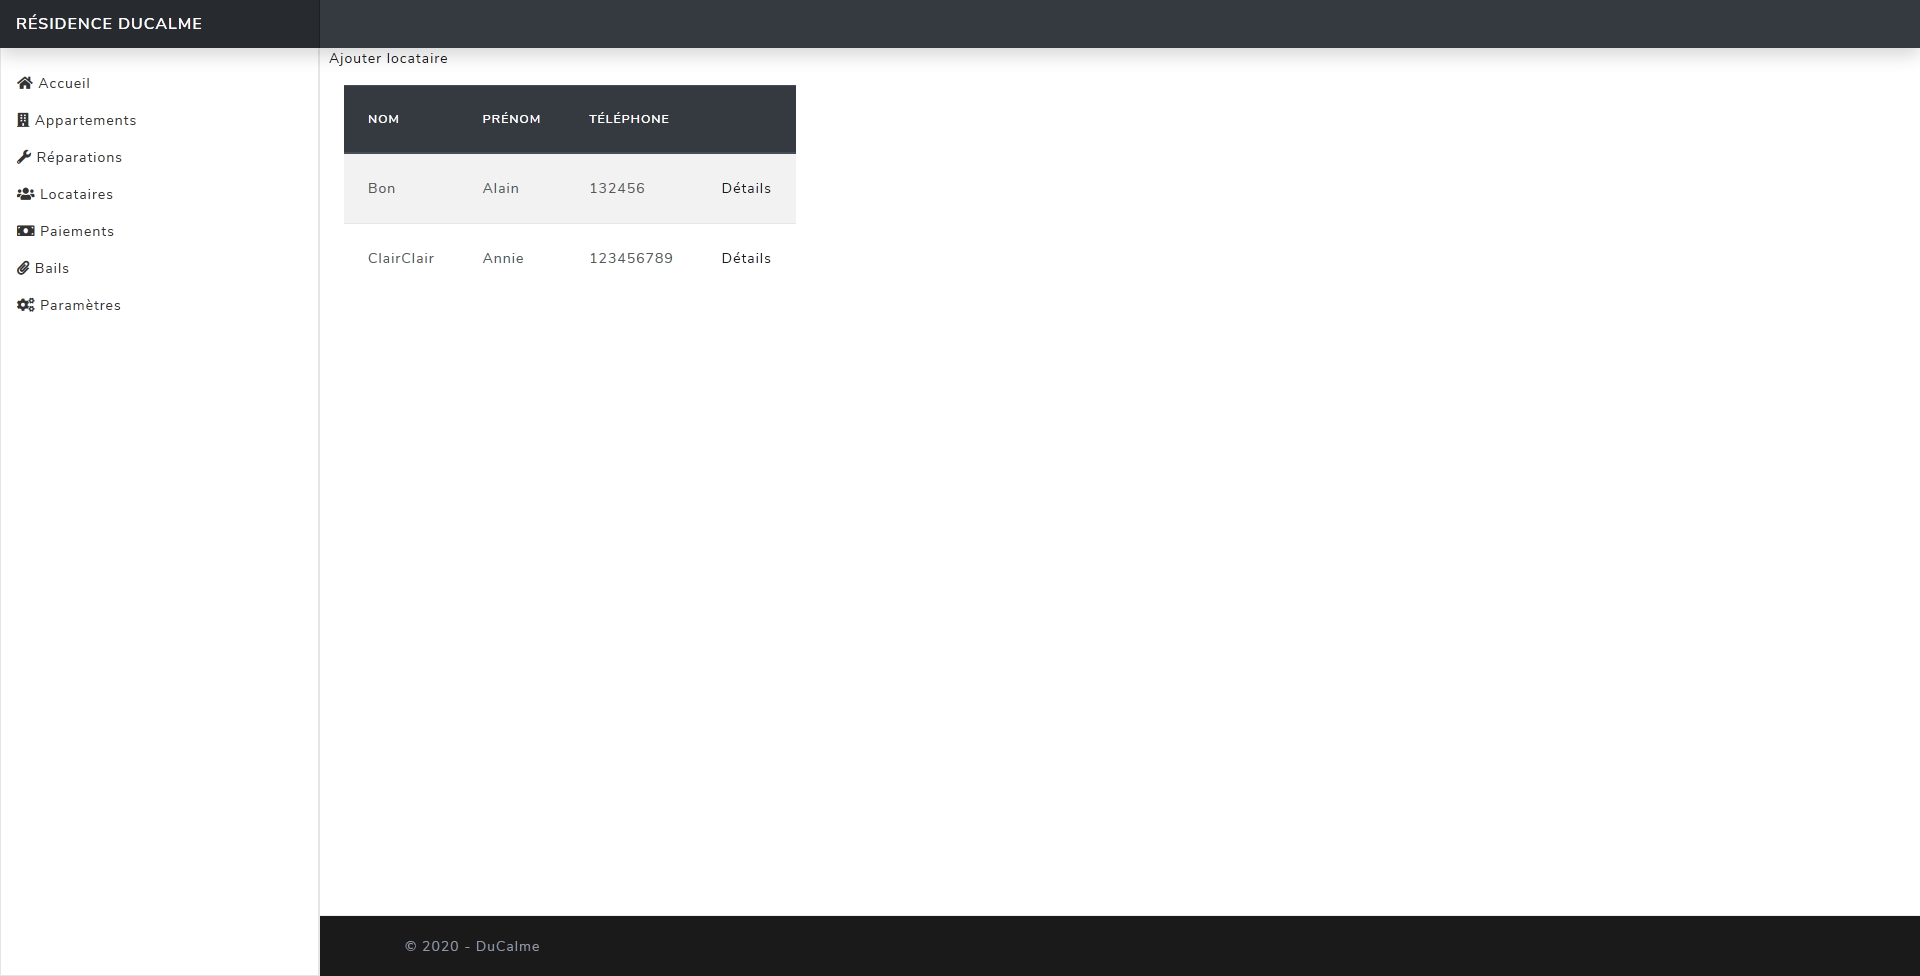 RÉSIDENCE DUCALME
Accueil
Appartements
Réparations
Locataires
Paiements
Bails
Paramètres
Ajouter locataire
NOM PRÉNOM TÉLÉPHONE
Bon Alain 132456 Détails
ClairClair Annie 123456789 Détails
© 2020 - DuCalme